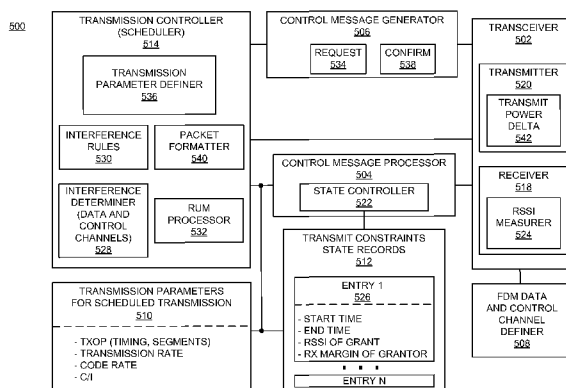 500
TRANSMISSION CONTROLLER
(SCHEDULER)
514
TRANSMISSION
PARAMETER DEFINER
536
INTERFERENCE
RULES
530
PACKET
FORMATTER
540
INTERFERENCE
DETERMINER
(DATA AND
CONTROL
CHANNELS)
528
RUM
PROCESSOR
532
CONTROL MESSAGE GENERATOR
506
REQUEST
534
CONFIRM
538
TRANSCEIVER
502
TRANSMITTER
520
TRANSMIT
POWER
DELTA
542
RECEIVER
518
RSSI
MEASURER
524
CONTROL MESSAGE PROCESSOR
504
STATE CONTROLLER
522
TRANSMIT CONSTRAINTS
STATE RECORDS
512
ENTRY 1
526
- START TIME
- END TIME
- RSSI OF GRANT
- RX MARGIN OF GRANTOR
ENTRY N
TRANSMISSION PARAMETERS
FOR SCHEDULED TRANSMISSION
510
- TXOP (TIMING, SEGMENTS)
- TRANSMISSION RATE
- CODE RATE
- C/I
FDM DATA
AND CONTROL
CHANNEL
DEFINER
508